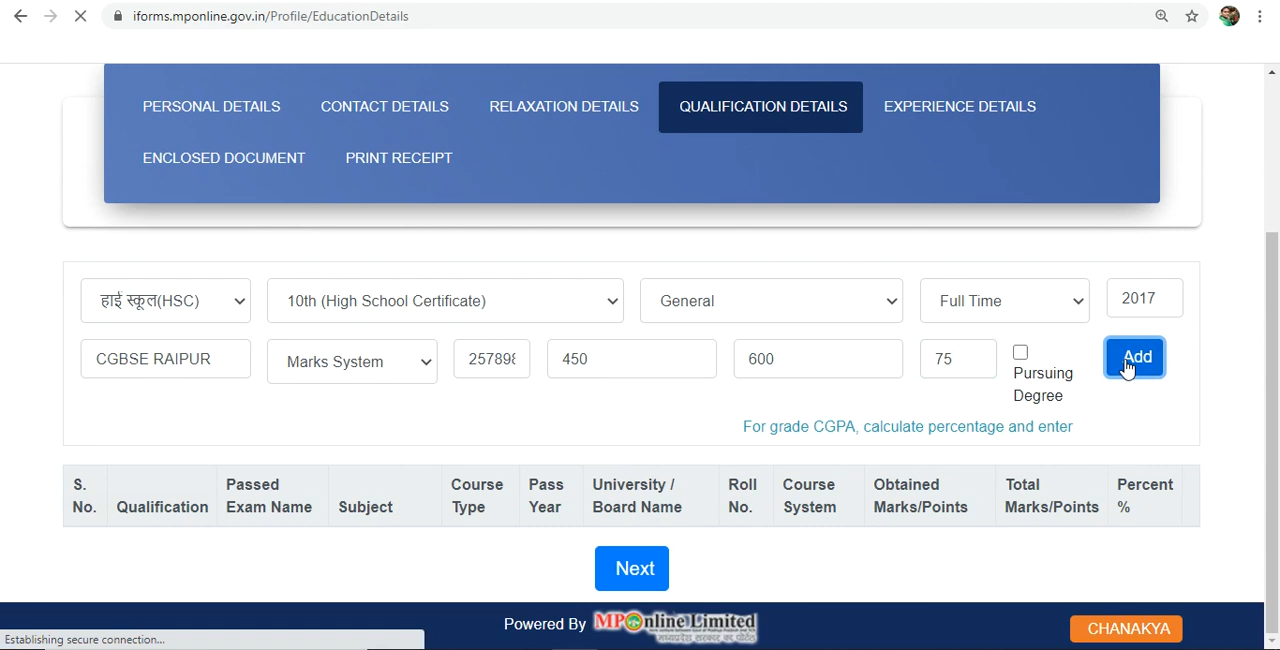 iforms.mponline.gov.in/Profile/EducationDetails
PERSONAL DETAILS CONTACT DETAILS RELAXATION DETAILS QUALIFICATION DETAILS EXPERIENCE DETAILS
ENCLOSED DOCUMENT PRINT RECEIPT
हाई स्कूल(HSC) 10th (High School Certificate) General Full Time 2017
CGBSE RAIPUR Marks System 257898 450 600 75 Pursuing Degree Add
For grade CGPA, calculate percentage and enter
S. No. Qualification Passed Exam Name Subject Course Type Pass Year University / Board Name Roll No. Course System Obtained Marks/Points Total Marks/Points Percent %
Next
Powered By MPOnline Limited
CHANAKYA
Establishing secure connection...